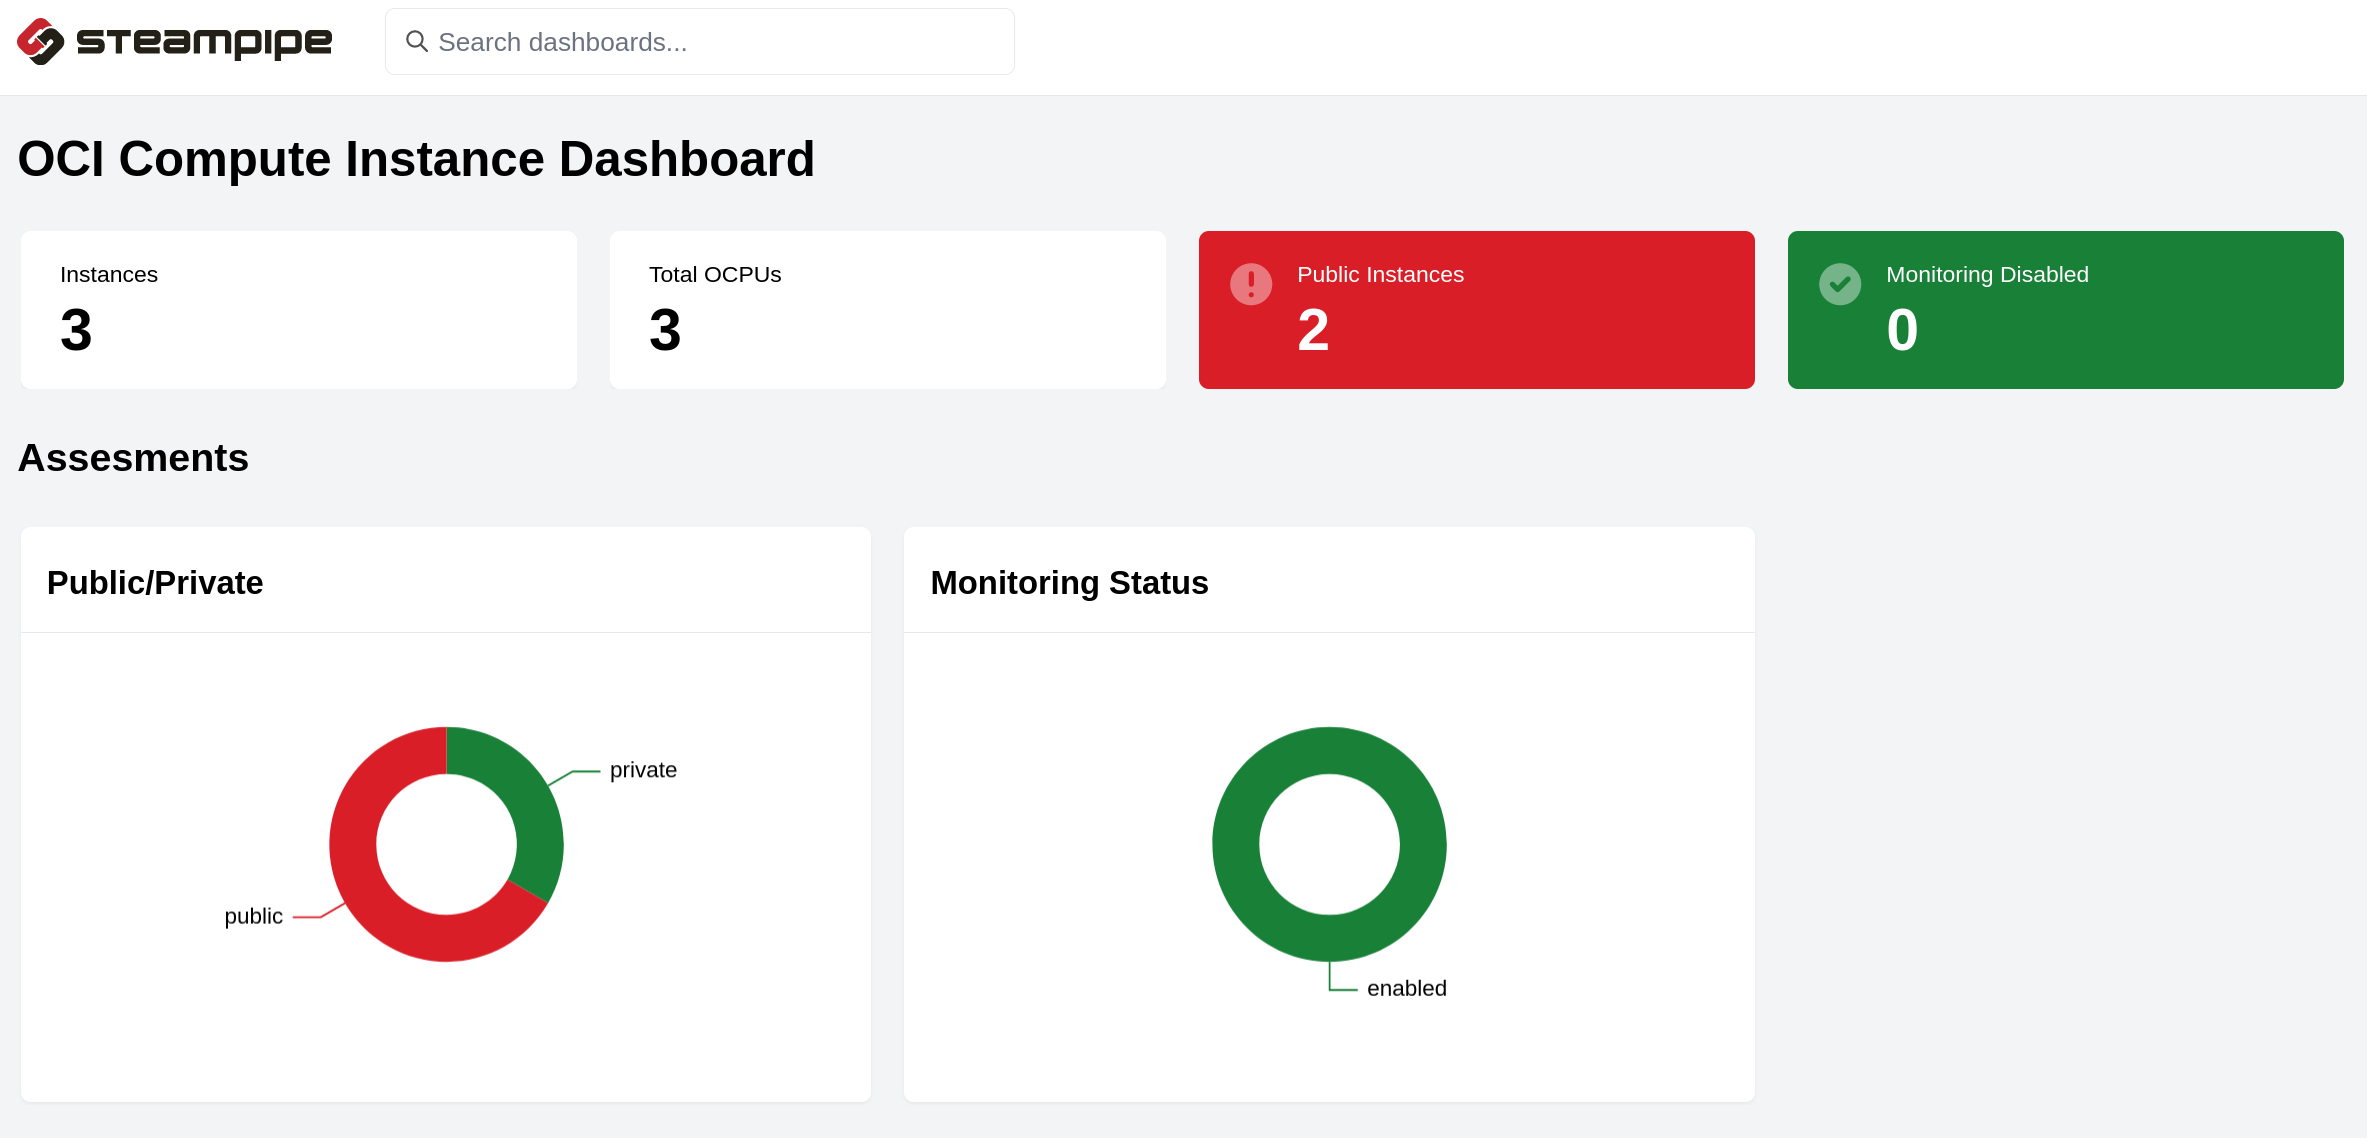 steampipe
Search dashboards...
OCI Compute Instance Dashboard
Instances
3
Total OCPUs
3
Public Instances
2
Monitoring Disabled
0
Assesments
Public/Private
private
public
Monitoring Status
enabled